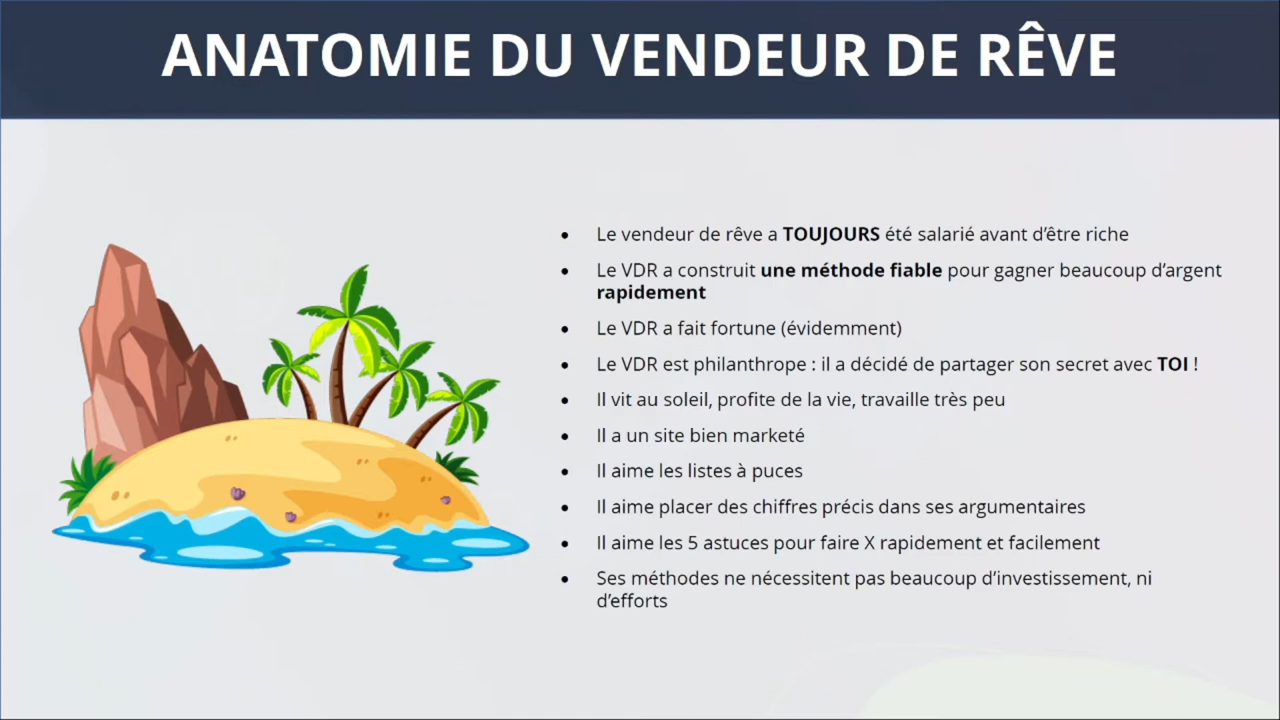 ANATOMIE DU VENDEUR DE RÊVE
• Le vendeur de rêve a TOUJOURS été salarié avant d’être riche
• Le VDR a construit une méthode fiable pour gagner beaucoup d’argent
rapidement
• Le VDR a fait fortune (évidemment)
• Le VDR est philanthrope : il a décidé de partager son secret avec TOI !
• Il vit au soleil, profite de la vie, travaille très peu
• Il a un site bien marketé
• Il aime les listes à puces
• Il aime placer des chiffres précis dans ses argumentaires
• Il aime les 5 astuces pour faire X rapidement et facilement
• Ses méthodes ne nécessitent pas beaucoup d’investissement, ni
d’efforts